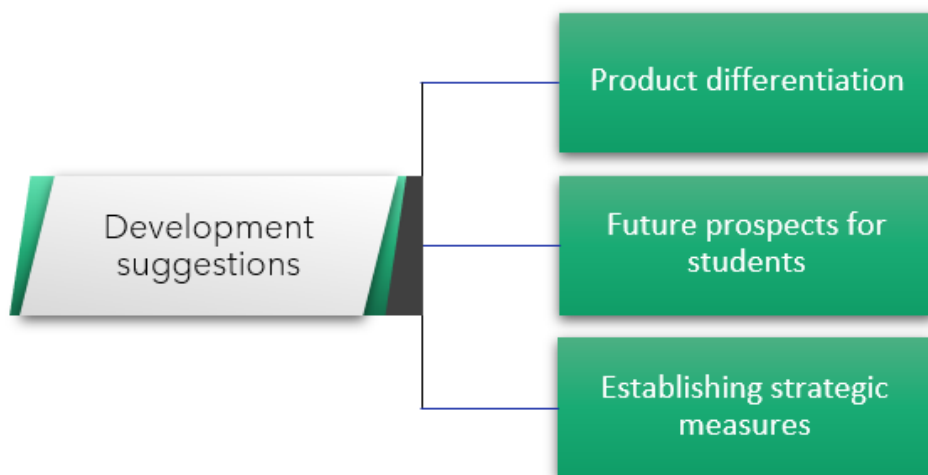 Development
suggestions
Product differentiation
Future prospects for
students
Establishing strategic
measures